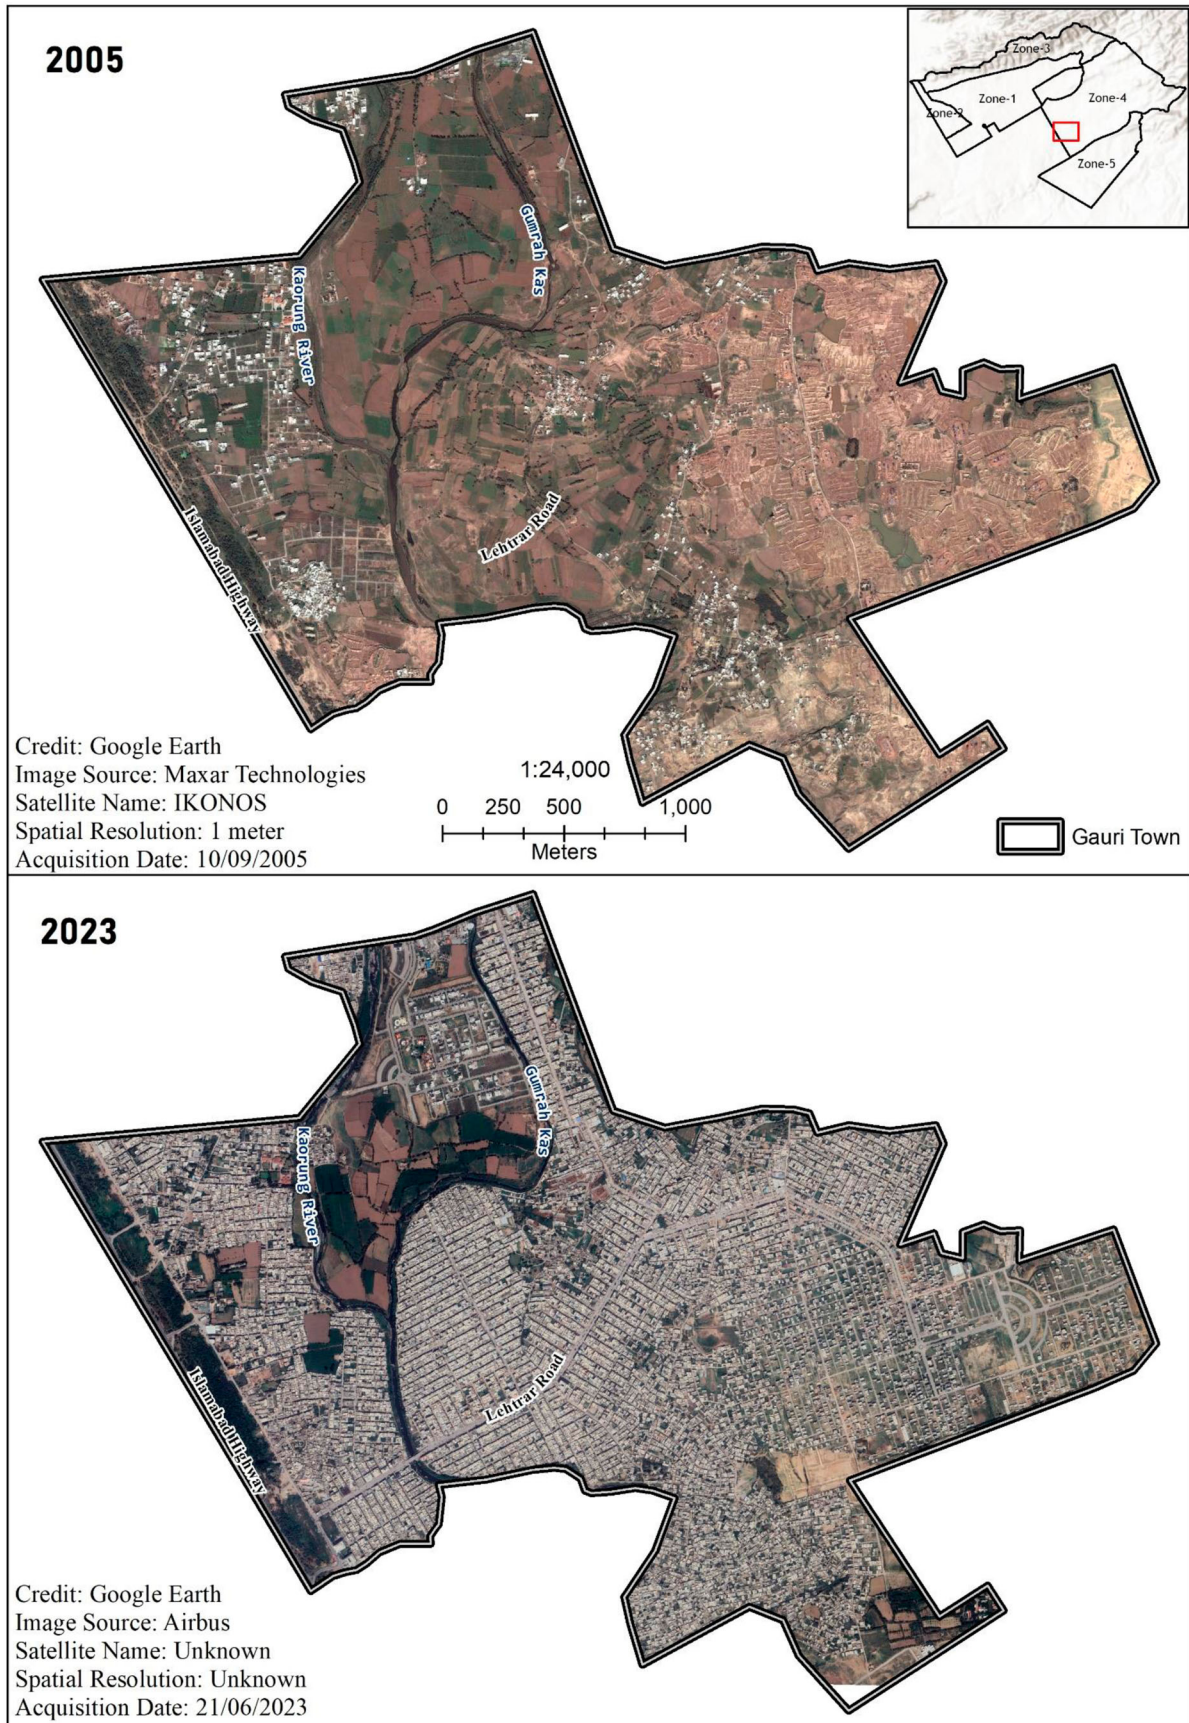 2005
Zone-3
Zone-1
Zone-4
Zone-2
Zone-5
Gumrah Kas
Kaorung River
Lehtrar Road
Islamabad Highway
Credit: Google Earth
Image Source: Maxar Technologies
Satellite Name: IKONOS
Spatial Resolution: 1 meter
Acquisition Date: 10/09/2005
1:24,000
0 250 500 1,000
Meters
Gauri Town
2023
Gumrah Kas
Kaorung River
Lehtrar Road
Islamabad Highway
Credit: Google Earth
Image Source: Airbus
Satellite Name: Unknown
Spatial Resolution: Unknown
Acquisition Date: 21/06/2023